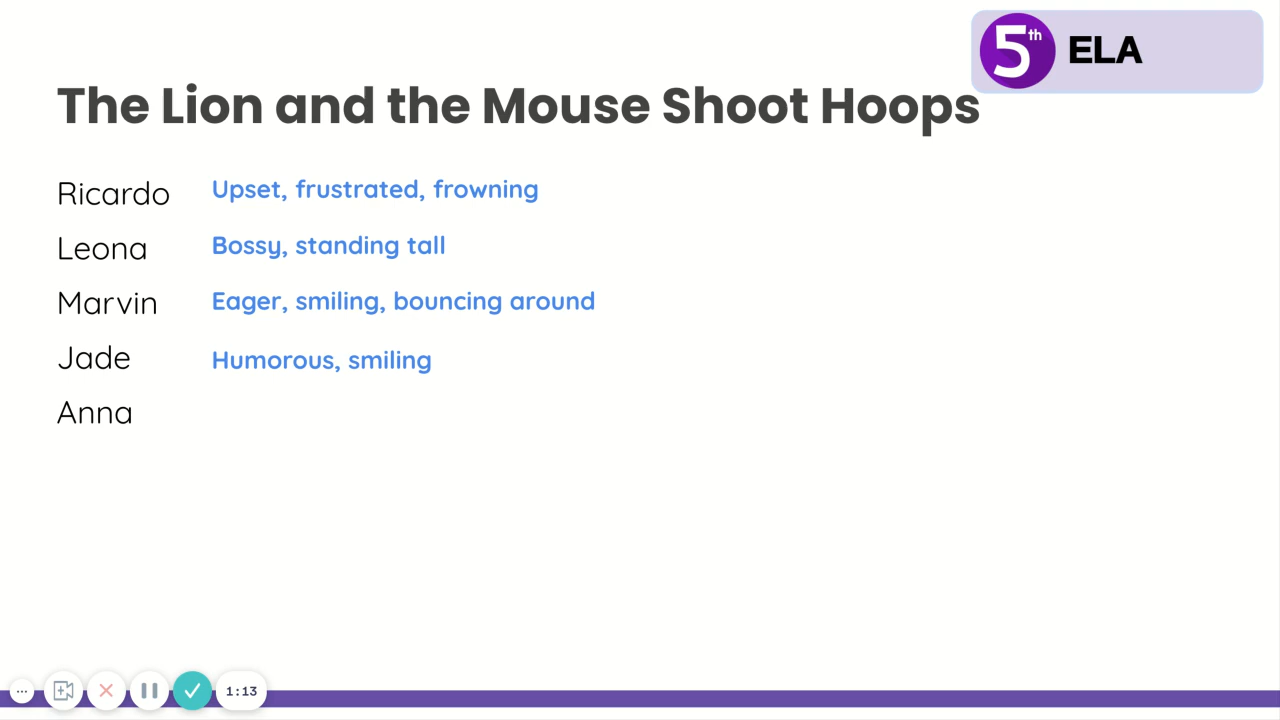 5th ELA
The Lion and the Mouse Shoot Hoops
Ricardo Upset, frustrated, frowning
Leona Bossy, standing tall
Marvin Eager, smiling, bouncing around
Jade Humorous, smiling
Anna
1:13